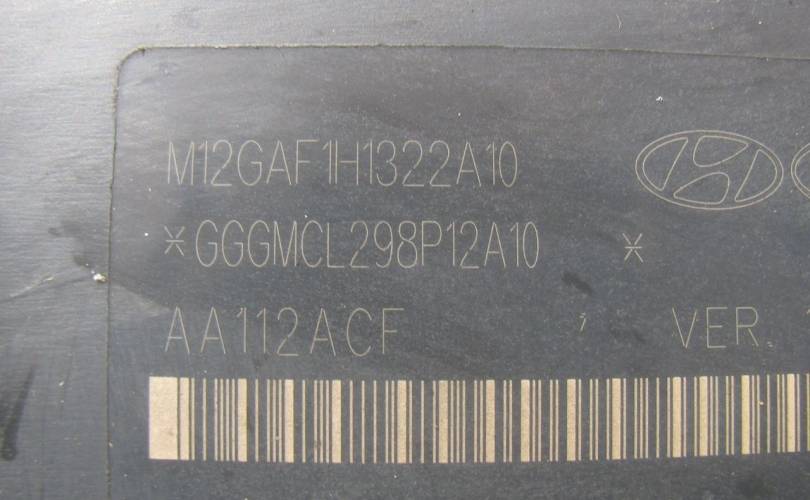 M12GAF1H1322A10
*GGGMCL298P12A10 *
AA112ACF , VER.